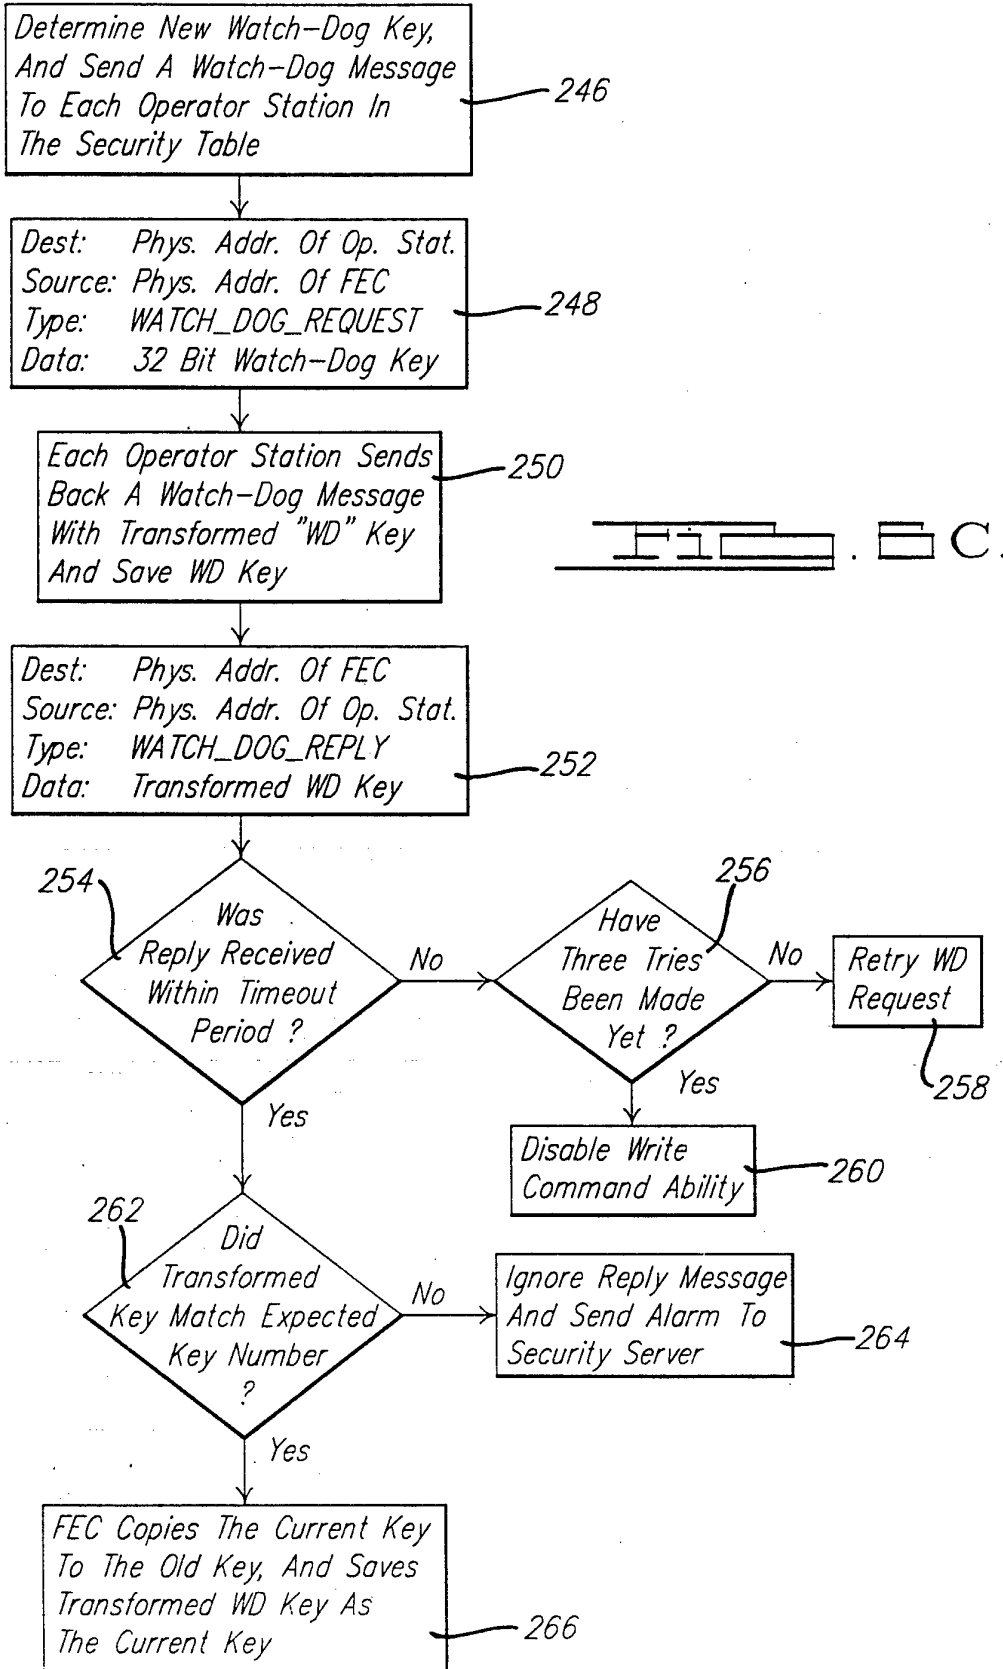 Determine New Watch-Dog Key,
And Send A Watch-Dog Message
To Each Operator Station In
The Security Table
246
Dest: Phys. Addr. Of Op. Stat.
Source: Phys. Addr. Of FEC
Type: WATCH_DOG_REQUEST
Data: 32 Bit Watch-Dog Key
248
Each Operator Station Sends
Back A Watch-Dog Message
With Transformed "WD" Key
And Save WD Key
250
C.
Dest: Phys. Addr. Of FEC
Source: Phys. Addr. Of Op. Stat.
Type: WATCH_DOG_REPLY
Data: Transformed WD Key
252
254
Was
Reply Received
Within Timeout
Period ?
No
Yes
256
Have
Three Tries
Been Made
Yet ?
No
Yes
Retry WD
Request
258
Disable Write
Command Ability
260
262
Did
Transformed
Key Match Expected
Key Number
?
No
Yes
Ignore Reply Message
And Send Alarm To
Security Server
264
FEC Copies The Current Key
To The Old Key, And Saves
Transformed WD Key As
The Current Key
266